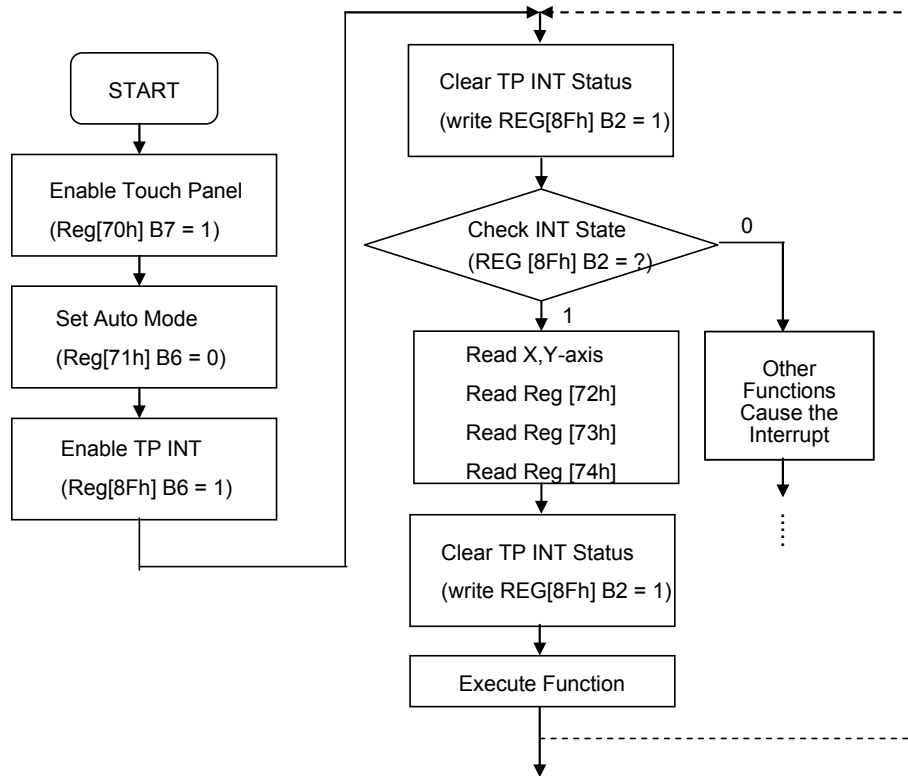 START
Enable Touch Panel
(Reg[70h] B7 = 1)
Set Auto Mode
(Reg[71h] B6 = 0)
Enable TP INT
(Reg[8Fh] B6 = 1)
Clear TP INT Status
(write REG[8Fh] B2 = 1)
Check INT State
(REG [8Fh] B2 = ?)
0
1
Read X,Y-axis
Read Reg [72h]
Read Reg [73h]
Read Reg [74h]
Other
Functions
Cause the
Interrupt
Clear TP INT Status
(write REG[8Fh] B2 = 1)
Execute Function